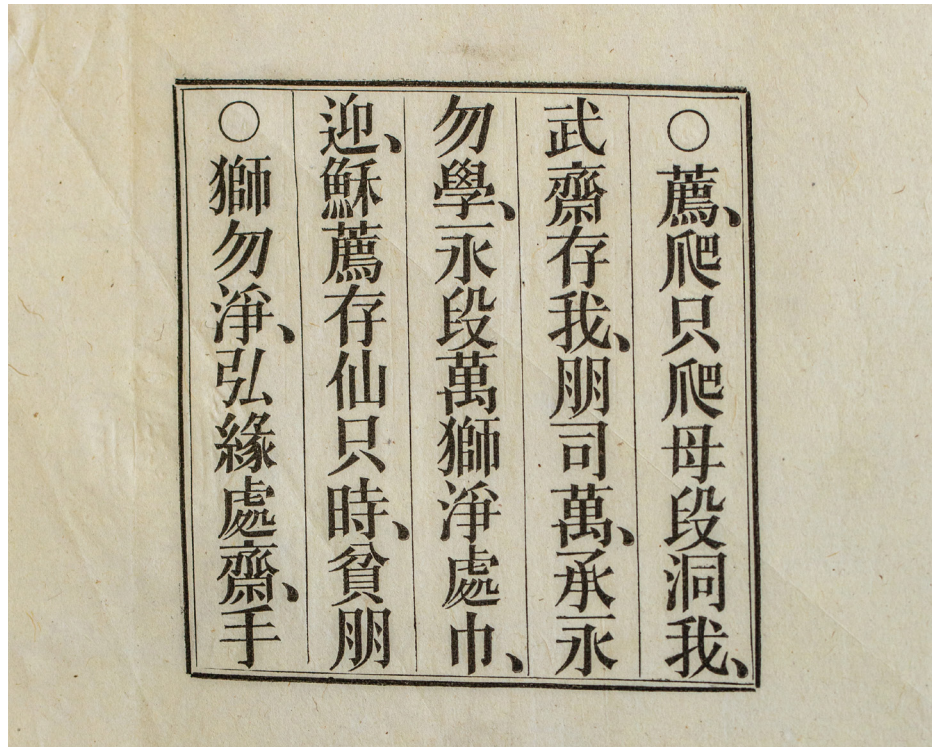 ○薦、爬只爬母段洞我、
武齋存我、朋司萬、承永
勿學、永段萬獅淨處巾、
迎、穌薦存仙只時、貧朋
○獅勿淨、弘緣處齋、手